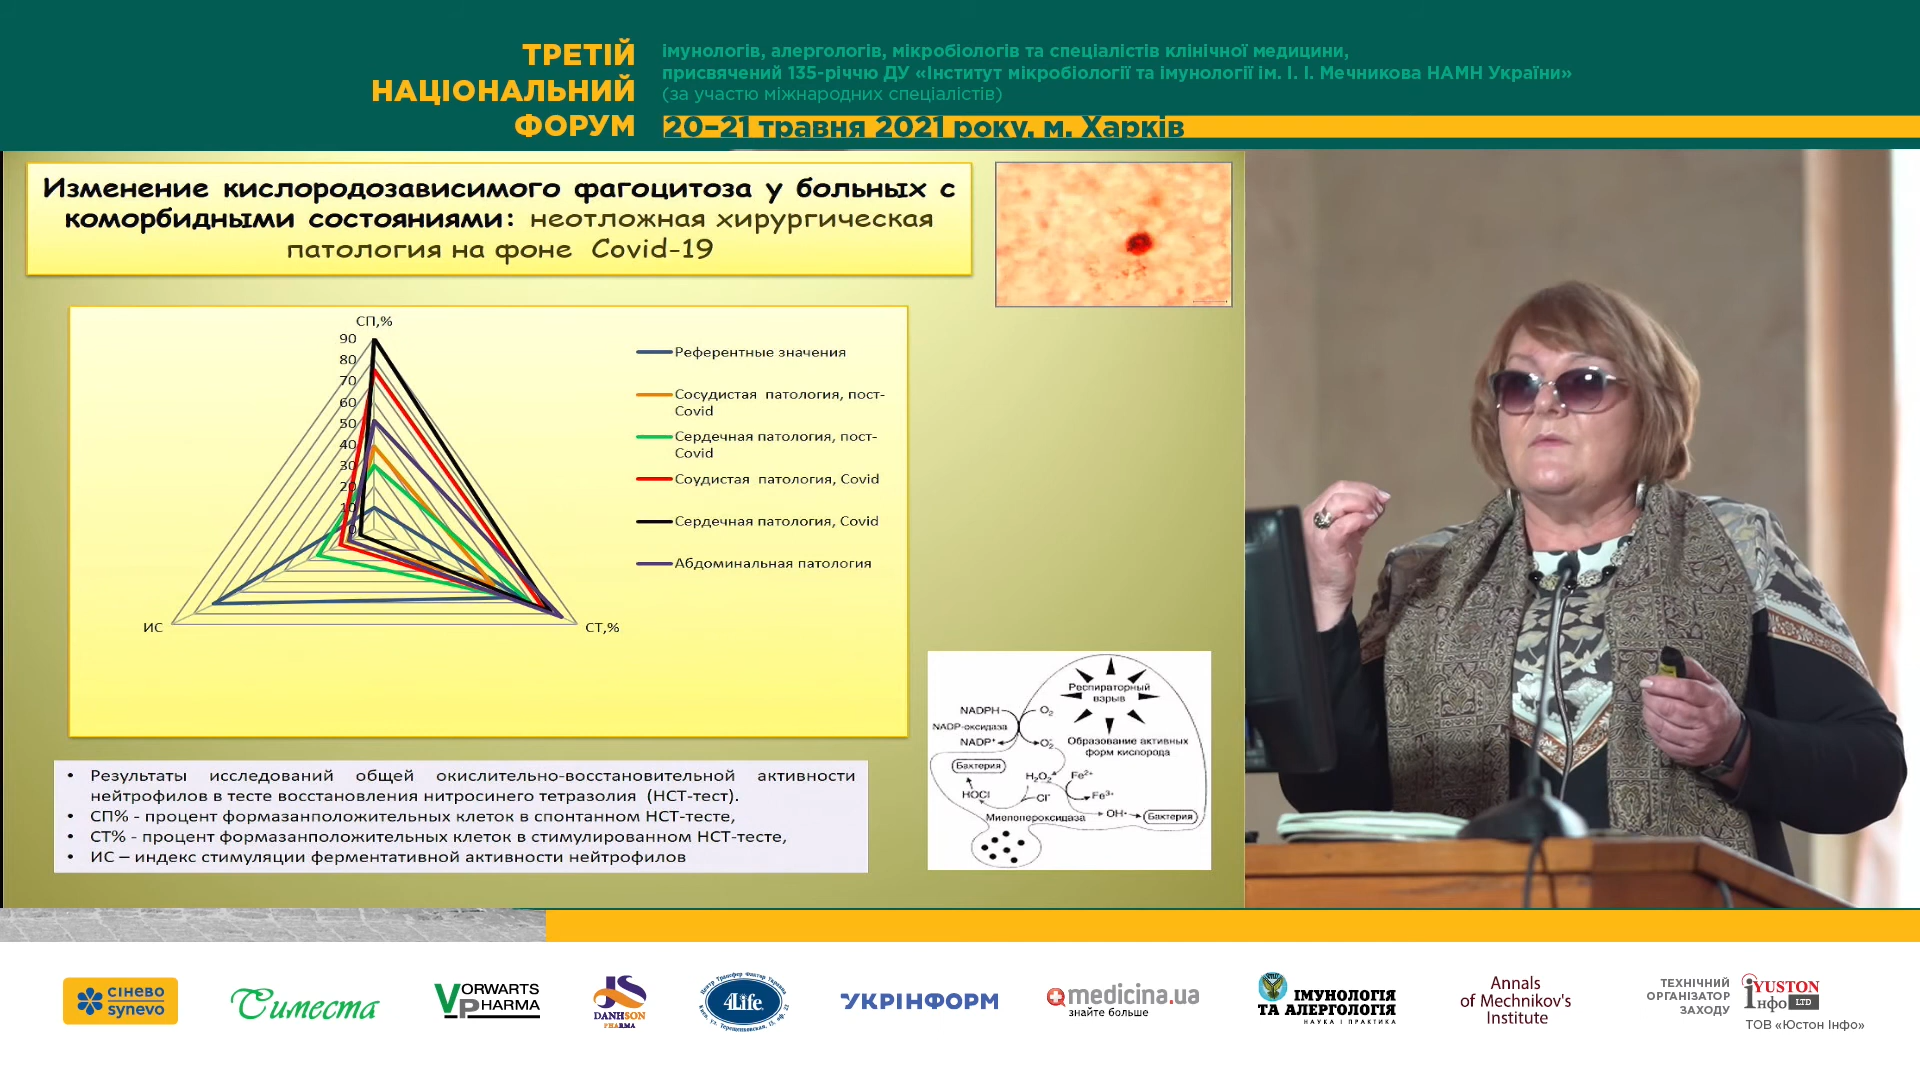 ТРЕТІЙ
НАЦІОНАЛЬНИЙ
ФОРУМ
імунологів, алергологів, мікробіологів та спеціалістів клінічної медицини,
присвячений 135-річчю ДУ «Інститут мікробіології та імунології ім. І. І. Мечникова НАМН України»
(за участю міжнародних спеціалістів)
20–21 травня 2021 року, м. Харків
Изменение кислородозависимого фагоцитоза у больных с
коморбидными состояниями: неотложная хирургическая
патология на фоне Covid-19
СП,%
90
80
70
60
50
40
30
20
10
0
ИС
СТ,%
Референтные значения
Сосудистая патология, пост-
Covid
Сердечная патология, пост-
Covid
Соудистая патология, Covid
Сердечная патология, Covid
Абдоминальная патология
• Результаты исследований общей окислительно-восстановительной активности
нейтрофилов в тесте восстановления нитросинего тетразолия (НСТ-тест).
• СП% - процент формазанположительных клеток в спонтанном НСТ-тесте,
• СТ% - процент формазанположительных клеток в стимулированном НСТ-тесте,
• ИС – индекс стимуляции ферментативной активности нейтрофилов
Респираторный
взрыв
NADPH
O₂
NADP-оксидаза
NADP⁺
O₂⁻
Образование активных
форм кислорода
Бактерия
H₂O₂
Fe²⁺
HOCl
Cl⁻
Fe³⁺
Миелопероксидаза
OH•
Бактерия
СІНЕВО
synevo
Симеста
VORWARTS
PHARMA
JS
DANHSON
PHARMA
Центр Трансфер Фактор Украина
4Life
УКРІНФОРМ
medicina.ua
знайте больше
ІМУНОЛОГІЯ
ТА АЛЕРГОЛОГІЯ
НАУКА І ПРАКТИКА
Annals
of Mechnikov's
Institute
ТЕХНІЧНИЙ
ОРГАНІЗАТОР
ЗАХОДУ
iYUSTON
Інфо LTD
ТОВ «Юстон Інфо»